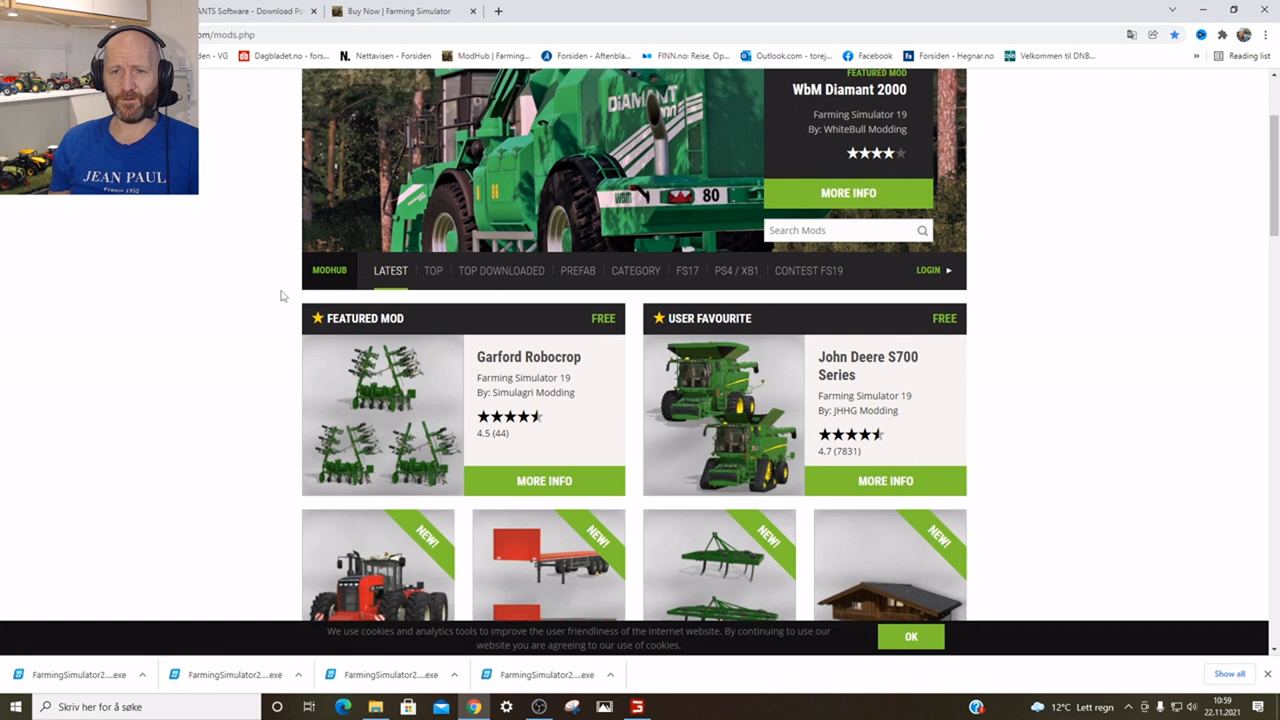 ANTS Software - Download Po
Buy Now | Farming Simulator
om/mods.php
den - VG
Dagbladet.no - fors...
Nettavisen - Forsiden
ModHub | Farming...
Forsiden - Aftenbla...
FINN.no: Reise, Op...
Outlook.com - torej...
Facebook
Forsiden - Hegnar.no
Velkommen til DNB...
Reading list
JEAN PAUL
France 1952
DiAMANT
2000
WBM
80
FEATURED MOD
WbM Diamant 2000
Farming Simulator 19
By: WhiteBull Modding
MORE INFO
Search Mods
MODHUB
LATEST
TOP
TOP DOWNLOADED
PREFAB
CATEGORY
FS17
PS4 / XB1
CONTEST FS19
LOGIN
FEATURED MOD
FREE
Garford Robocrop
Farming Simulator 19
By: Simulagri Modding
4.5 (44)
MORE INFO
USER FAVOURITE
FREE
John Deere S700
Series
Farming Simulator 19
By: JHHG Modding
4.7 (7831)
MORE INFO
NEW!
NEW!
NEW!
NEW!
We use cookies and analytics tools to improve the user friendliness of the Internet website. By continuing to use our
website you are agreeing to our use of cookies.
OK
FarmingSimulator2....exe
FarmingSimulator2....exe
FarmingSimulator2....exe
FarmingSimulator2....exe
Show all
Skriv her for å søke
12°C Lett regn
10:59
22.11.2021